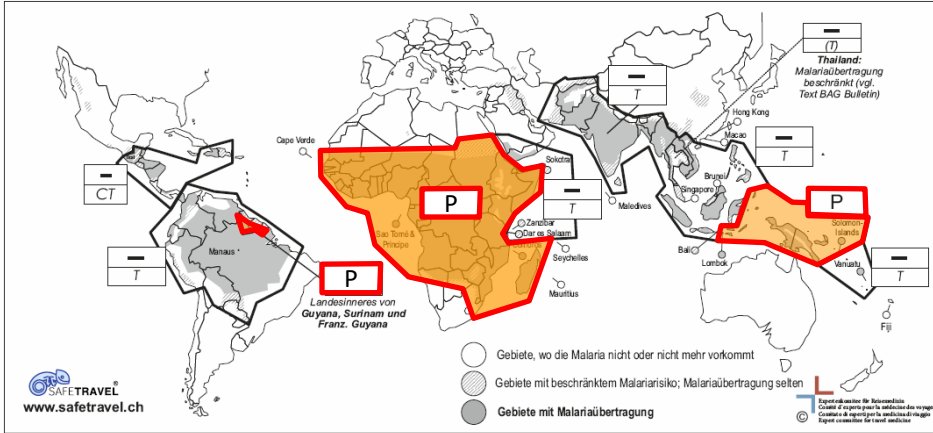 –
(T)
Thailand:
Malariaübertragung
beschränkt (vgl.
Text BAG Bulletin)
–
T
Hong Kong
Macao
–
T
Cape Verde
Sokotra
–
CT
P
–
T
Maledives
Brunei
Singapore
P
Solomon-
Islands
Sao Tomé &
Principe
Zanzibar
Dar es Salaam
Comoros
Seychelles
Mauritius
Manaus
–
T
Bali
Lombok
Vanuatu
–
T
Fiji
P
Landesinneres von
Guyana, Surinam und
Franz. Guyana
Gebiete, wo die Malaria nicht oder nicht mehr vorkommt
Gebiete mit beschränktem Malariarisiko; Malariaübertragung selten
Gebiete mit Malariaübertragung
SAFETRAVEL®
www.safetravel.ch
©
Expertenkomitee für Reisemedizin
Comité d'experts pour la médecine des voyages
Comitato di esperti per la medicina di viaggio
Expert committee for travel medicine